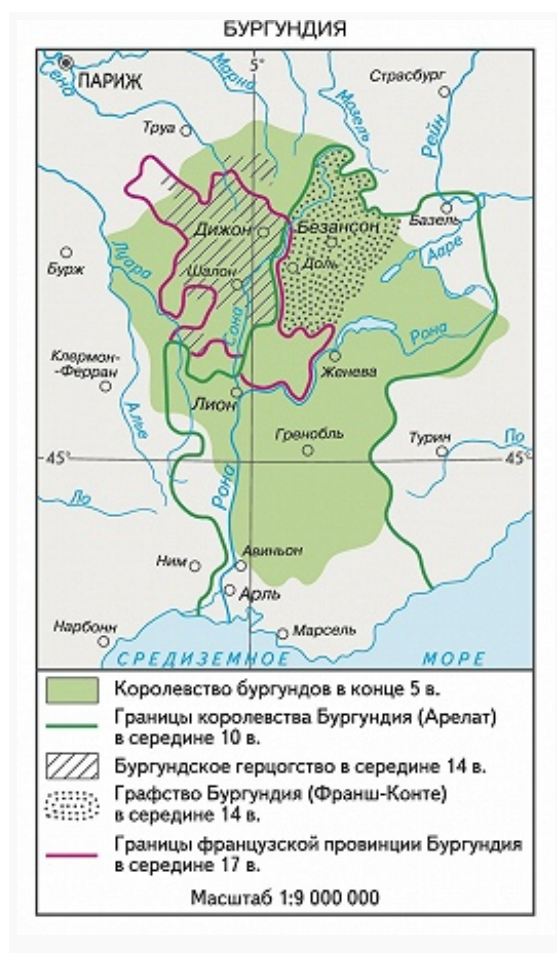 БУРГУНДИЯ
5°
ПАРИЖ
Сена
Марна
Мозель
Страсбург
Рейн
Труа
Базель
Ааре
Дижон
Безансон
Доль
Шалон
Сона
Бурж
Луара
Рона
Женева
Клермон-
-Ферран
Алье
Лион
Гренобль
Турин
По
45°
45°
Ло
Рона
Ним
Авиньон
Арль
Нарбонн
Марсель
СРЕДИЗЕМНОЕ МОРЕ
Королевство бургундов в конце 5 в.
Границы королевства Бургундия (Арелат)
в середине 10 в.
Бургундское герцогство в середине 14 в.
Графство Бургундия (Франш-Конте)
в середине 14 в.
Границы французской провинции Бургундия
в середине 17 в.
Масштаб 1:9 000 000